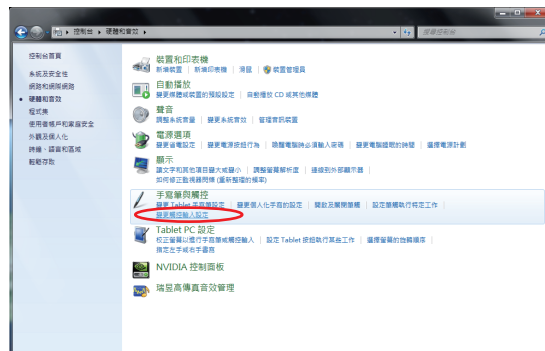 控制台 ▸ 硬體和音效 ▸
搜尋控制台
控制台首頁
系統及安全性
網路和網際網路
硬體和音效
程式集
使用者帳戶和家庭安全
外觀及個人化
時鐘、語言和區域
輕鬆存取
裝置和印表機
新增裝置 | 新增印表機 | 滑鼠 | 裝置管理員
自動播放
變更媒體或裝置的預設設定 | 自動播放 CD 或其他媒體
聲音
調整系統音量 | 變更系統音效 | 管理音訊裝置
電源選項
變更省電設定 | 變更電源按鈕行為 | 喚醒電腦時必須輸入密碼 | 變更電腦睡眠的時間 | 選擇電源計劃
顯示
讓文字和其他項目變大或變小 | 調整螢幕解析度 | 連線到外部顯示器
如何修正監視器閃爍 (重新整理的頻率)
手寫筆與觸控
變更 Tablet 手寫筆設定 | 變更個人化手寫的設定 | 開啟及關閉筆觸 | 設定筆觸執行特定工作
變更觸控輸入設定
Tablet PC 設定
校正螢幕以進行手寫筆或觸控輸入 | 設定 Tablet 按鈕執行某些工作 | 選擇螢幕的旋轉順序
指定左手或右手書寫
NVIDIA 控制面板
瑞昱高傳真音效管理